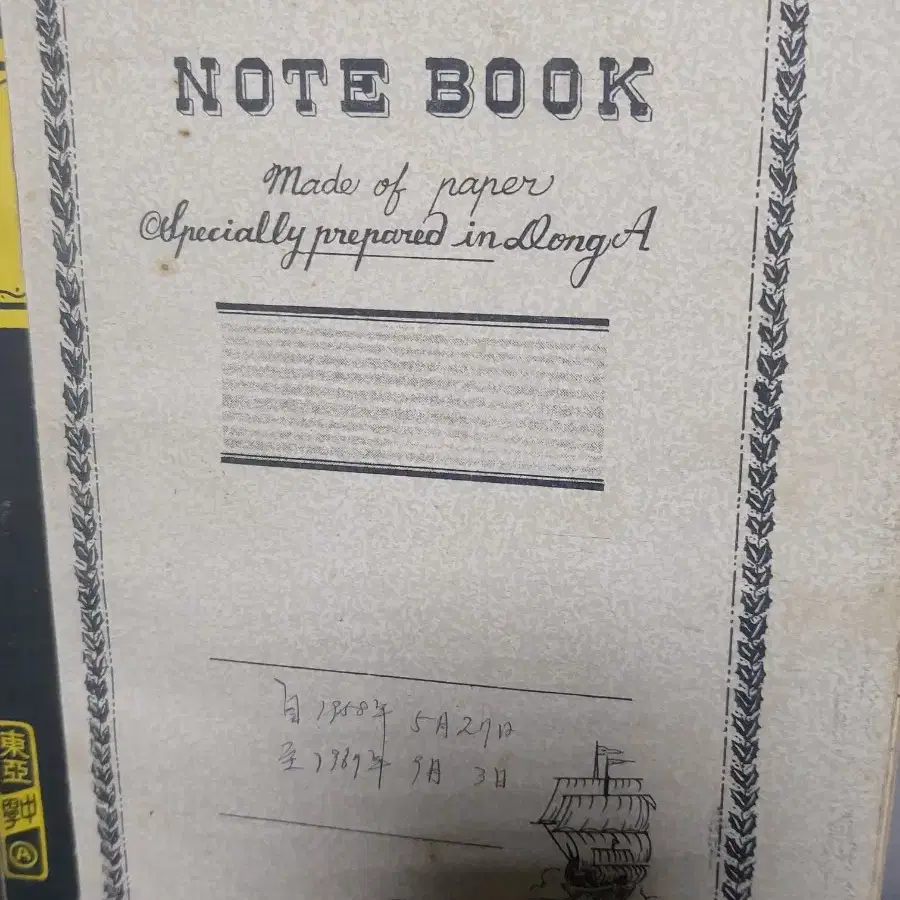 NOTE BOOK
Made of paper
Specially prepared in Dong A
自 1958年 5月27日
至 1969年 9月 3日
東亞